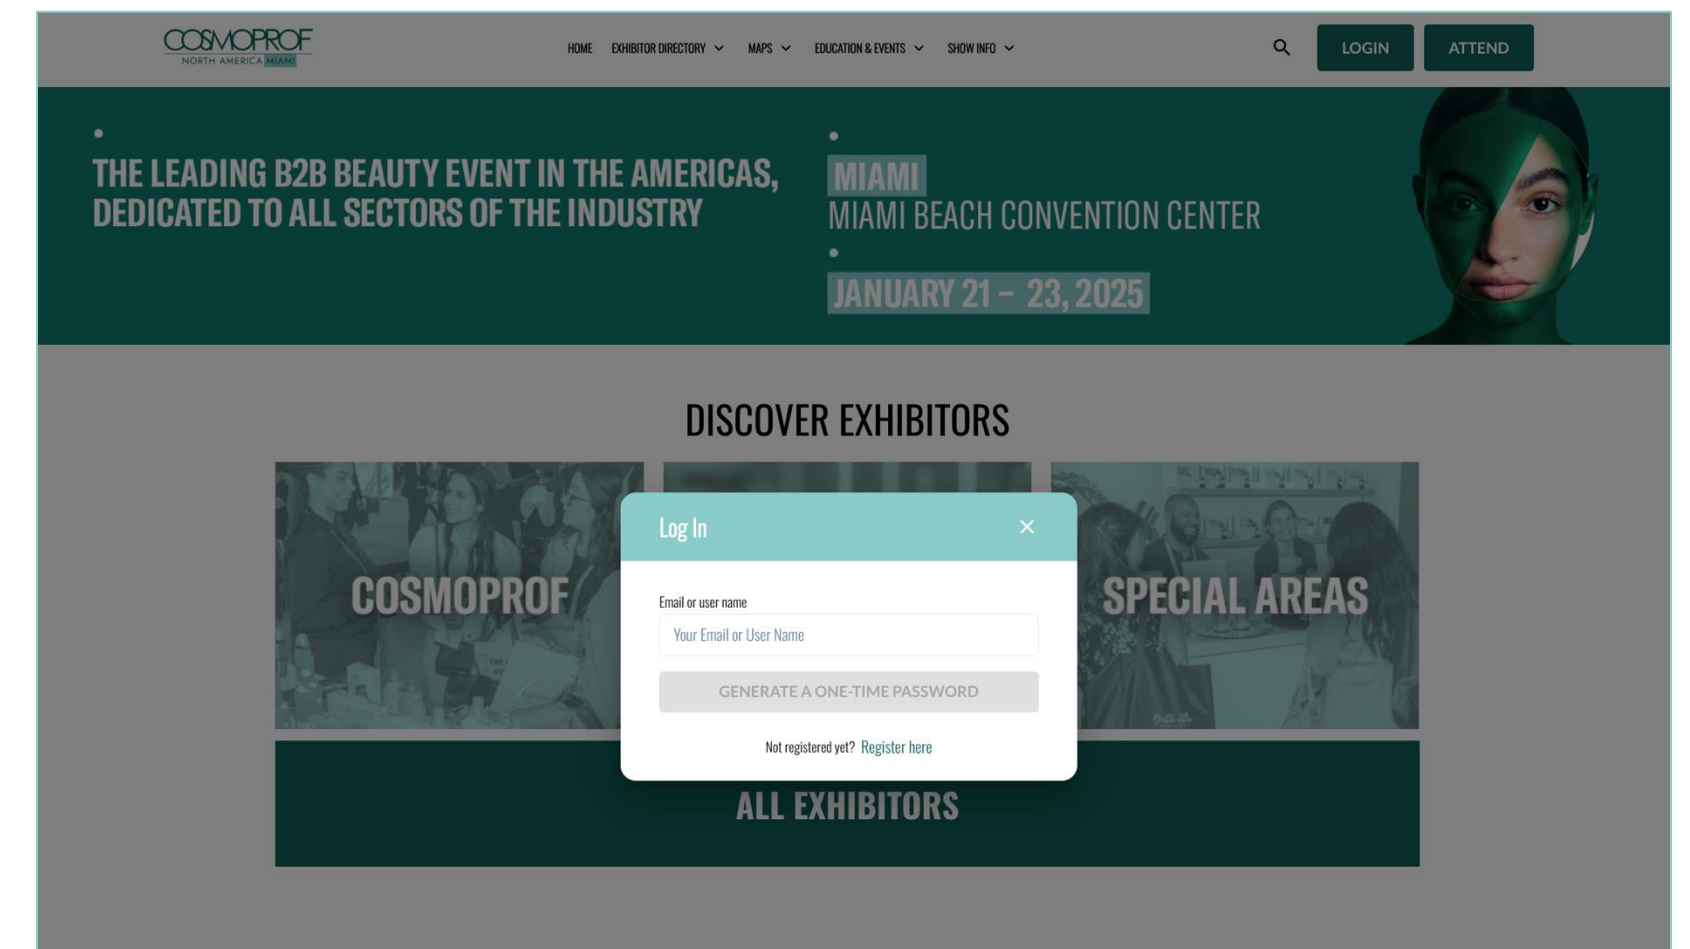 COSMOPROF
NORTH AMERICA MIAMI
HOME EXHIBITOR DIRECTORY MAPS EDUCATION & EVENTS SHOW INFO
LOGIN ATTEND
THE LEADING B2B BEAUTY EVENT IN THE AMERICAS,
DEDICATED TO ALL SECTORS OF THE INDUSTRY
MIAMI
MIAMI BEACH CONVENTION CENTER
JANUARY 21 – 23, 2025
DISCOVER EXHIBITORS
COSMOPROF
SPECIAL AREAS
Log In
Email or user name
Your Email or User Name
GENERATE A ONE-TIME PASSWORD
Not registered yet? Register here
ALL EXHIBITORS